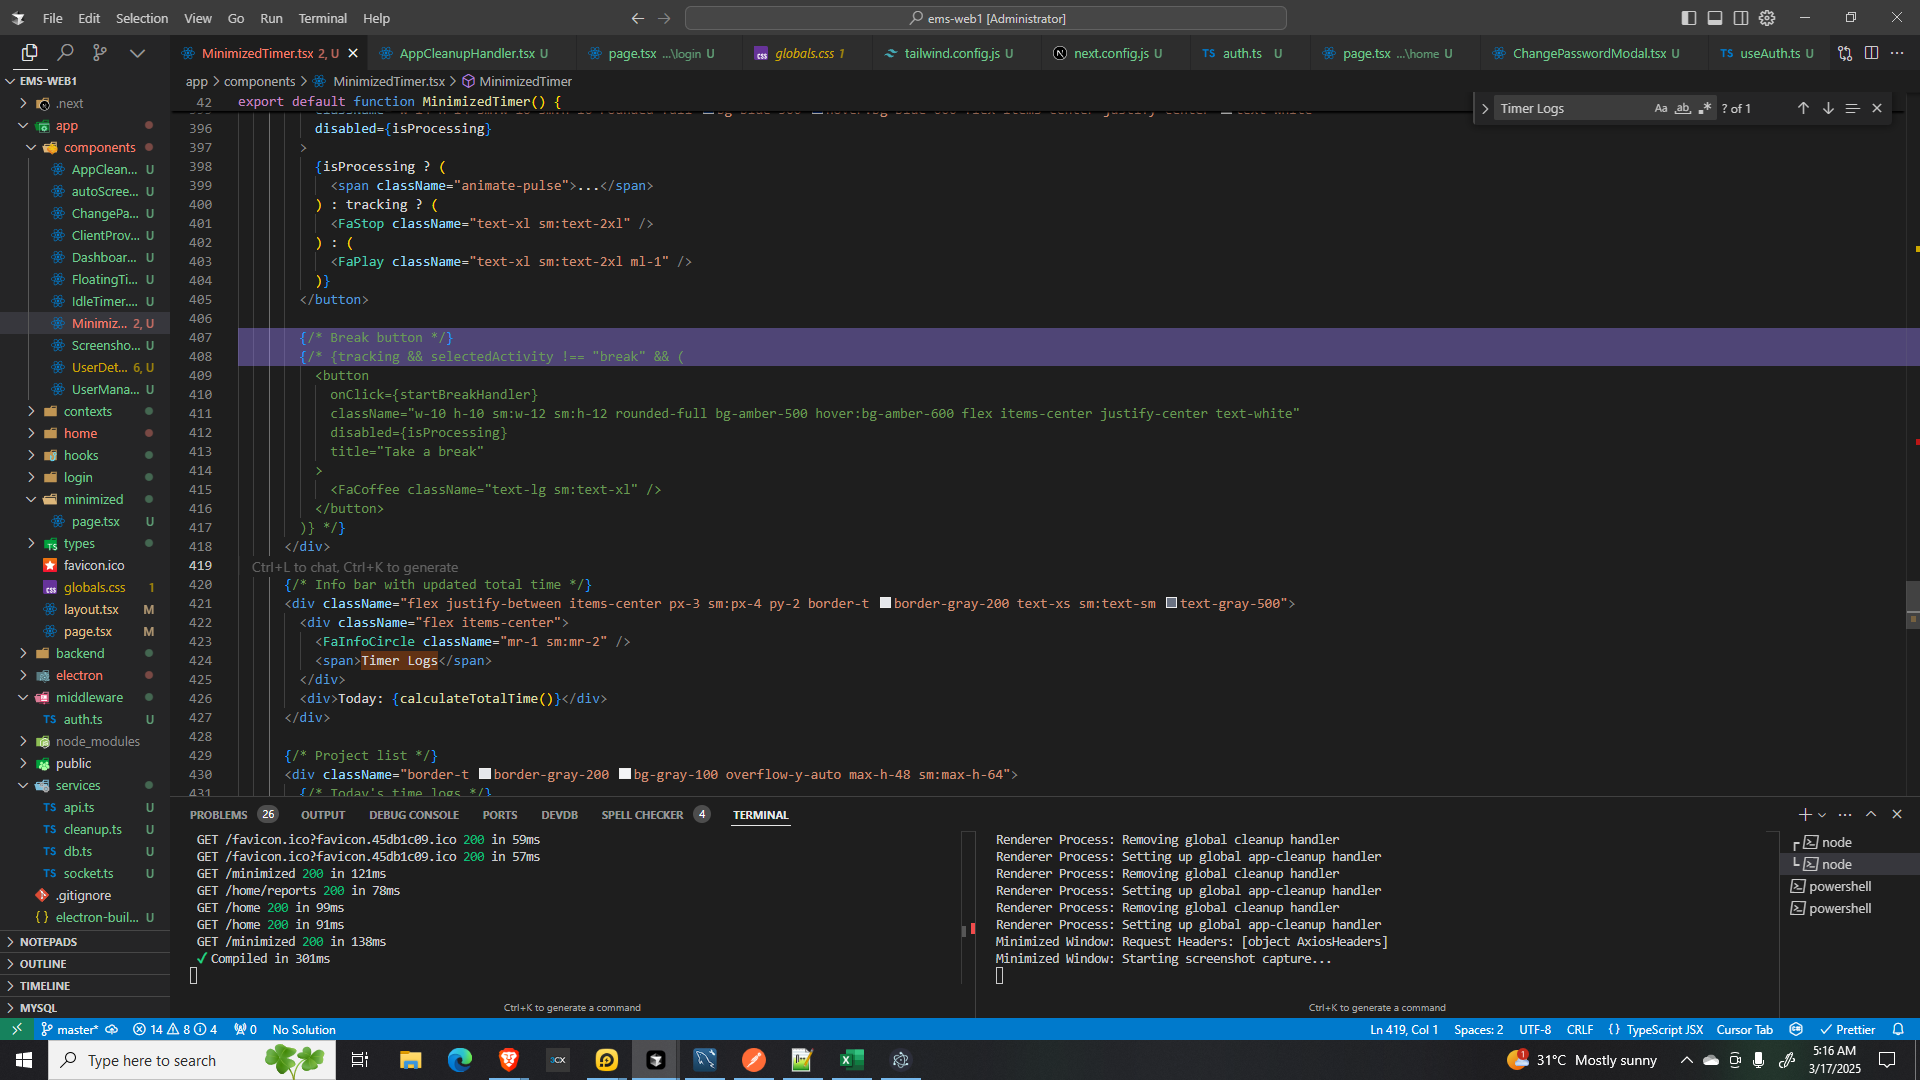 File Edit Selection View Go Run Terminal Help
ems-web1 [Administrator]
MinimizedTimer.tsx 2, U
AppCleanupHandler.tsx U
page.tsx ...\login U
globals.css 1
tailwind.config.js U
next.config.js U
TS auth.ts U
page.tsx ...\home U
ChangePasswordModal.tsx U
TS useAuth.ts U
EMS-WEB1
.next
app
components
AppClean... U
autoScree... U
ChangePa... U
ClientProv... U
Dashboar... U
FloatingTi... U
IdleTimer.... U
Minimiz... 2, U
Screensho... U
UserDet... 6, U
UserMana... U
contexts
home
hooks
login
minimized
page.tsx U
types
favicon.ico
globals.css 1
layout.tsx M
page.tsx M
backend
electron
middleware
TS auth.ts U
node_modules
public
services
TS api.ts U
TS cleanup.ts U
TS db.ts U
TS socket.ts U
.gitignore
{} electron-buil... U
NOTEPADS
OUTLINE
TIMELINE
MYSQL
app > components > MinimizedTimer.tsx > MinimizedTimer
42 export default function MinimizedTimer() {
Timer Logs Aa ab ? of 1
396 disabled={isProcessing}
397 >
398 {isProcessing ? (
399 <span className="animate-pulse">...</span>
400 ) : tracking ? (
401 <FaStop className="text-xl sm:text-2xl" />
402 ) : (
403 <FaPlay className="text-xl sm:text-2xl ml-1" />
404 )}
405 </button>
406
407 {/* Break button */}
408 {/* {tracking && selectedActivity !== "break" && (
409 <button
410 onClick={startBreakHandler}
411 className="w-10 h-10 sm:w-12 sm:h-12 rounded-full bg-amber-500 hover:bg-amber-600 flex items-center justify-center text-white"
412 disabled={isProcessing}
413 title="Take a break"
414 >
415 <FaCoffee className="text-lg sm:text-xl" />
416 </button>
417 )} */}
418 </div>
419 Ctrl+L to chat, Ctrl+K to generate
420 {/* Info bar with updated total time */}
421 <div className="flex justify-between items-center px-3 sm:px-4 py-2 border-t border-gray-200 text-xs sm:text-sm text-gray-500">
422 <div className="flex items-center">
423 <FaInfoCircle className="mr-1 sm:mr-2" />
424 <span>Timer Logs</span>
425 </div>
426 <div>Today: {calculateTotalTime()}</div>
427 </div>
428
429 {/* Project list */}
430 <div className="border-t border-gray-200 bg-gray-100 overflow-y-auto max-h-48 sm:max-h-64">
431 {/* Today's time logs */}
PROBLEMS 26 OUTPUT DEBUG CONSOLE PORTS DEVDB SPELL CHECKER 4 TERMINAL
GET /favicon.ico?favicon.45db1c09.ico 200 in 59ms
GET /favicon.ico?favicon.45db1c09.ico 200 in 57ms
GET /minimized 200 in 121ms
GET /home/reports 200 in 78ms
GET /home 200 in 99ms
GET /home 200 in 91ms
GET /minimized 200 in 138ms
✓ Compiled in 301ms
Ctrl+K to generate a command
Renderer Process: Removing global cleanup handler
Renderer Process: Setting up global app-cleanup handler
Renderer Process: Removing global cleanup handler
Renderer Process: Setting up global app-cleanup handler
Renderer Process: Removing global cleanup handler
Renderer Process: Setting up global app-cleanup handler
Minimized Window: Request Headers: [object AxiosHeaders]
Minimized Window: Starting screenshot capture...
Ctrl+K to generate a command
node
node
powershell
powershell
master* 14 8 4 0 No Solution
Ln 419, Col 1 Spaces: 2 UTF-8 CRLF {} TypeScript JSX Cursor Tab Prettier
Type here to search
31°C Mostly sunny
5:16 AM
3/17/2025